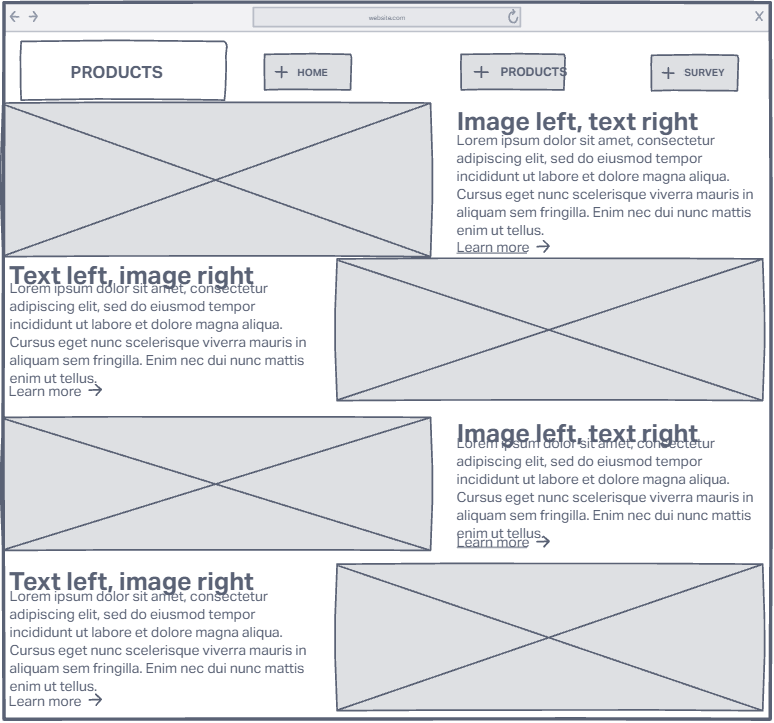 website.com
PRODUCTS
HOME
PRODUCTS
SURVEY
Image left, text right
Lorem ipsum dolor sit amet, consectetur
adipiscing elit, sed do eiusmod tempor
incididunt ut labore et dolore magna aliqua.
Cursus eget nunc scelerisque viverra mauris in
aliquam sem fringilla. Enim nec dui nunc mattis
enim ut tellus.
Learn more
Text left, image right
Lorem ipsum dolor sit amet, consectetur
adipiscing elit, sed do eiusmod tempor
incididunt ut labore et dolore magna aliqua.
Cursus eget nunc scelerisque viverra mauris in
aliquam sem fringilla. Enim nec dui nunc mattis
enim ut tellus.
Learn more
Image left, text right
Lorem ipsum dolor sit amet, consectetur
adipiscing elit, sed do eiusmod tempor
incididunt ut labore et dolore magna aliqua.
Cursus eget nunc scelerisque viverra mauris in
aliquam sem fringilla. Enim nec dui nunc mattis
enim ut tellus.
Learn more
Text left, image right
Lorem ipsum dolor sit amet, consectetur
adipiscing elit, sed do eiusmod tempor
incididunt ut labore et dolore magna aliqua.
Cursus eget nunc scelerisque viverra mauris in
aliquam sem fringilla. Enim nec dui nunc mattis
enim ut tellus.
Learn more